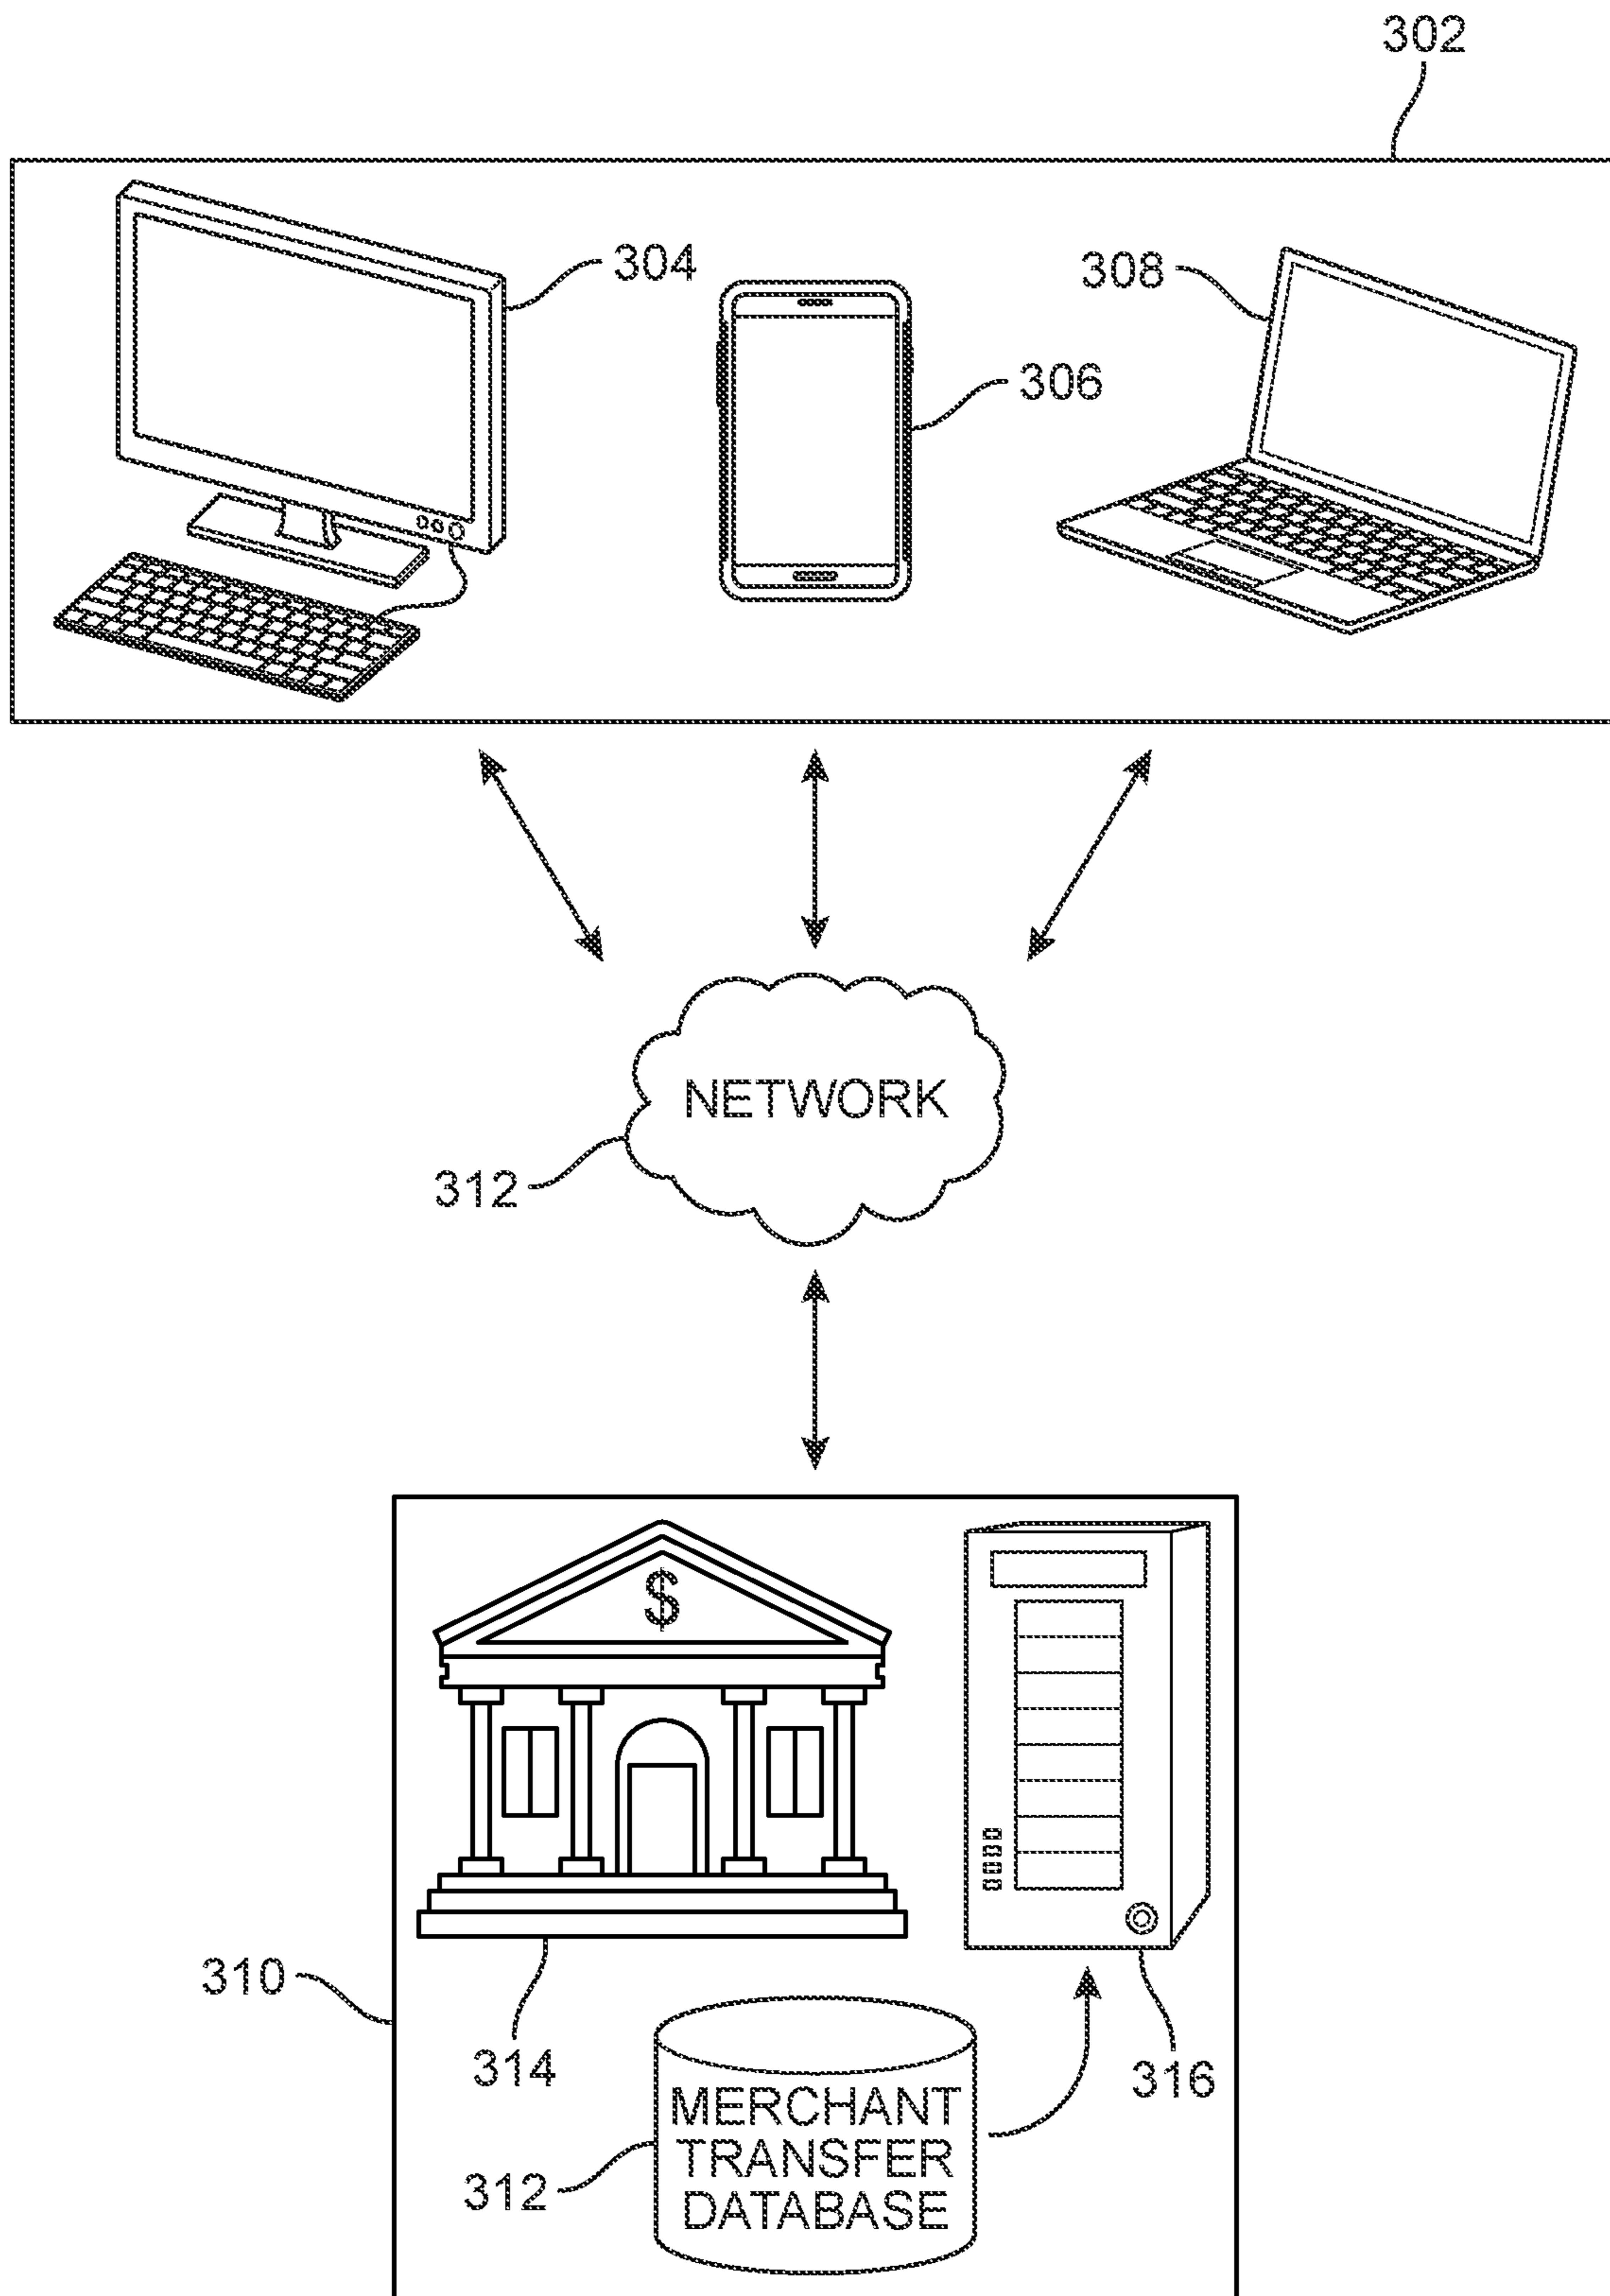 302
304
308
306
NETWORK
312
$
310
314
316
MERCHANT
TRANSFER
DATABASE
312